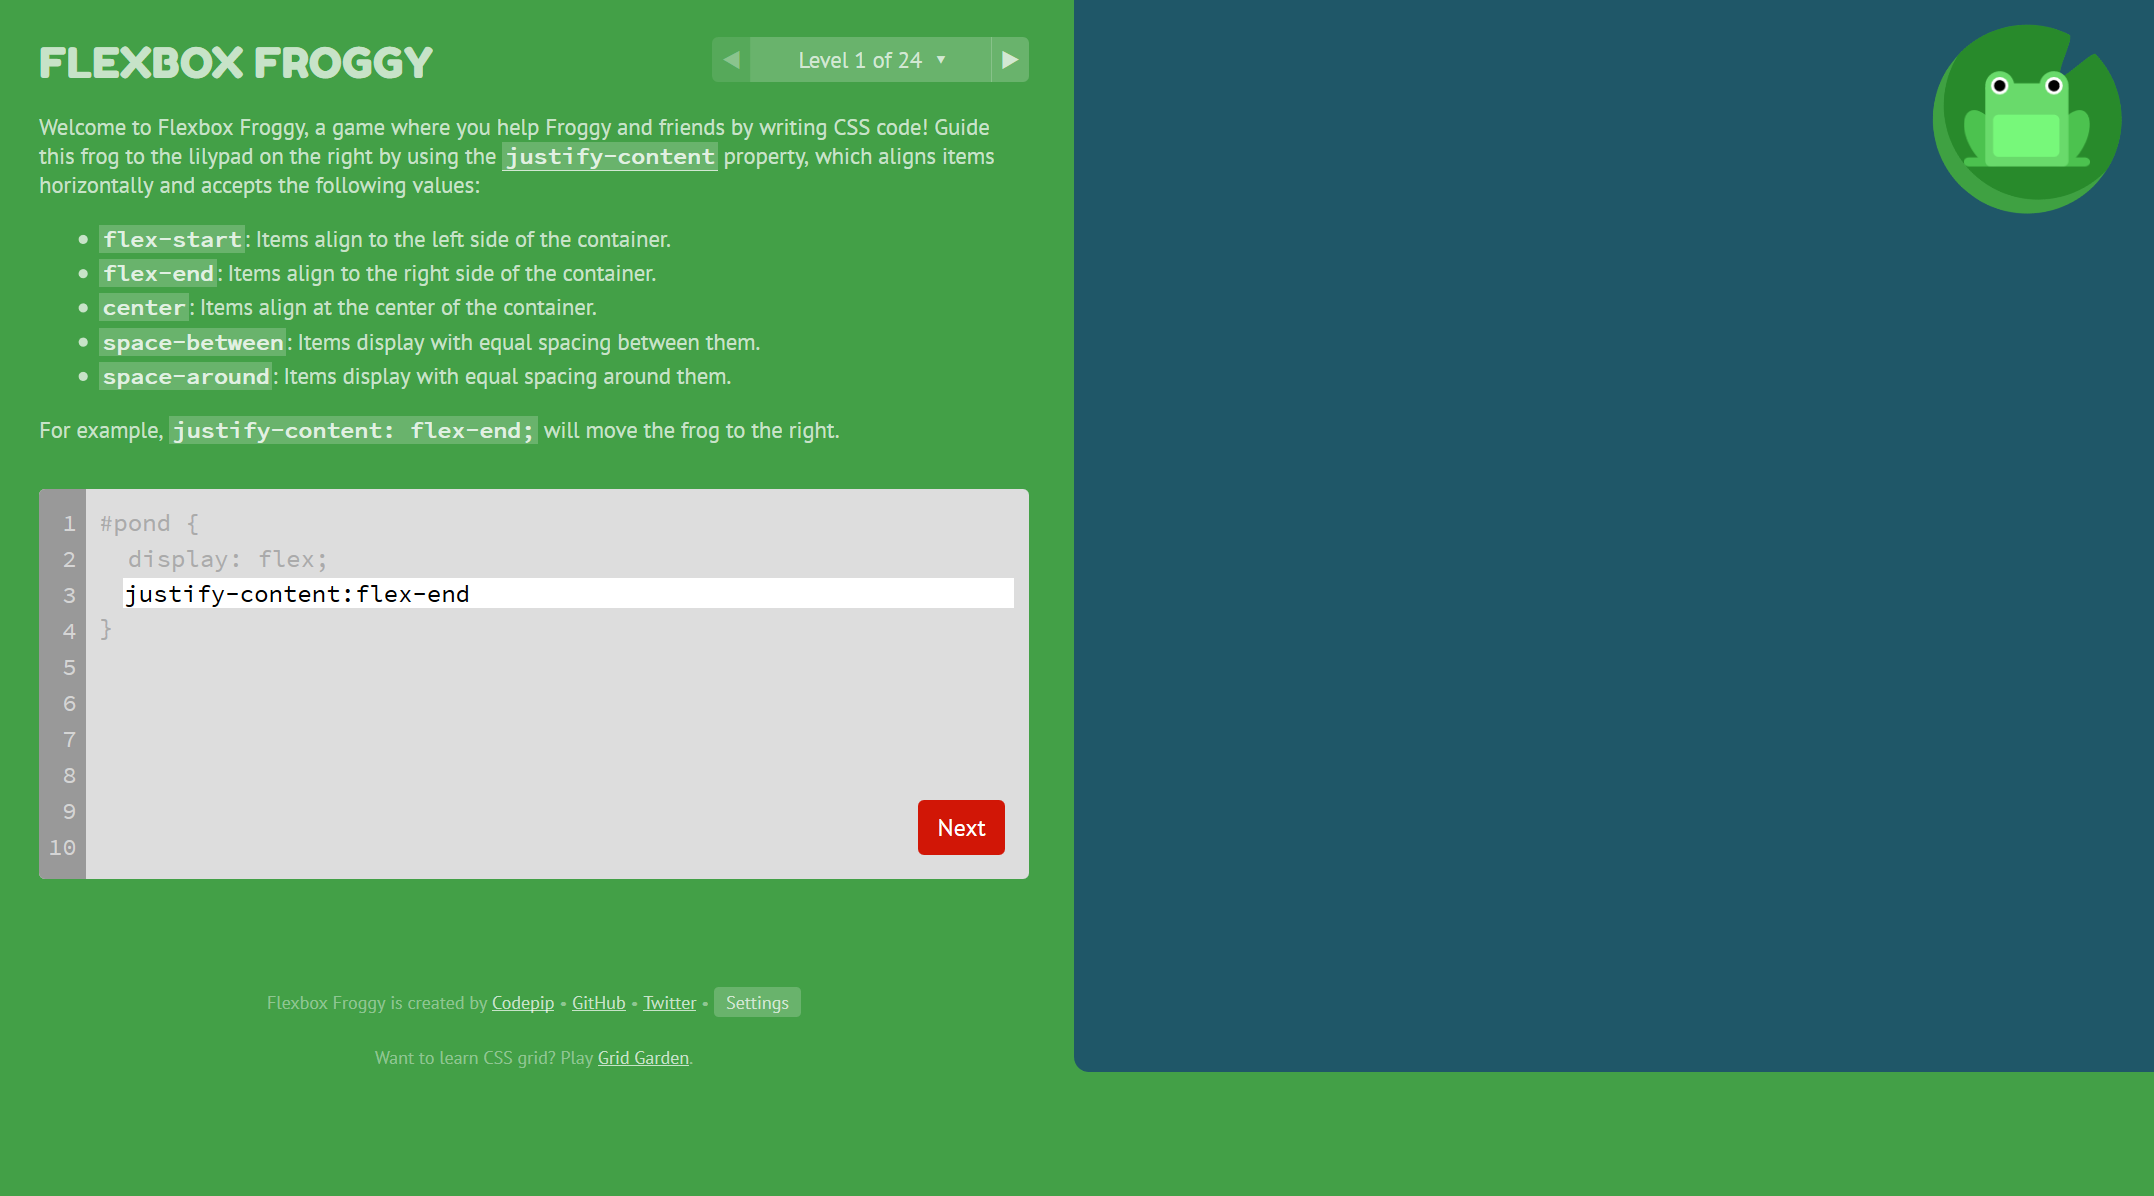 FLEXBOX FROGGY
◀ Level 1 of 24 ▼ ▶
Welcome to Flexbox Froggy, a game where you help Froggy and friends by writing CSS code! Guide
this frog to the lilypad on the right by using the justify-content property, which aligns items
horizontally and accepts the following values:
• flex-start: Items align to the left side of the container.
• flex-end: Items align to the right side of the container.
• center: Items align at the center of the container.
• space-between: Items display with equal spacing between them.
• space-around: Items display with equal spacing around them.
For example, justify-content: flex-end; will move the frog to the right.
1 #pond {
2 display: flex;
3 justify-content:flex-end
4 }
5
6
7
8
9
10
Next
Flexbox Froggy is created by Codepip • GitHub • Twitter • Settings
Want to learn CSS grid? Play Grid Garden.